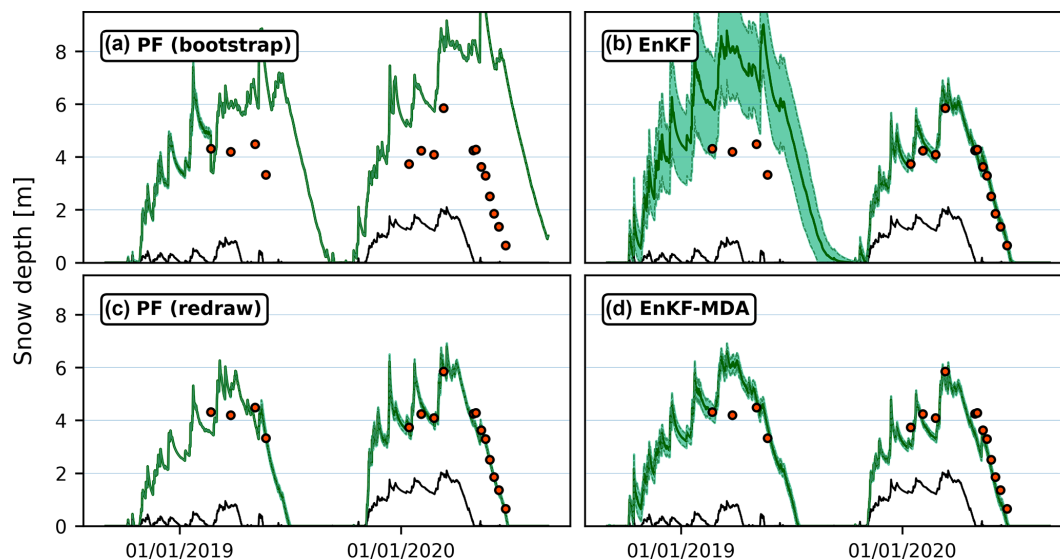 Snow depth [m]
(a) PF (bootstrap)
(b) EnKF
8
6
4
2
0
(c) PF (redraw)
(d) EnKF-MDA
8
6
4
2
0
01/01/2019
01/01/2020
01/01/2019
01/01/2020